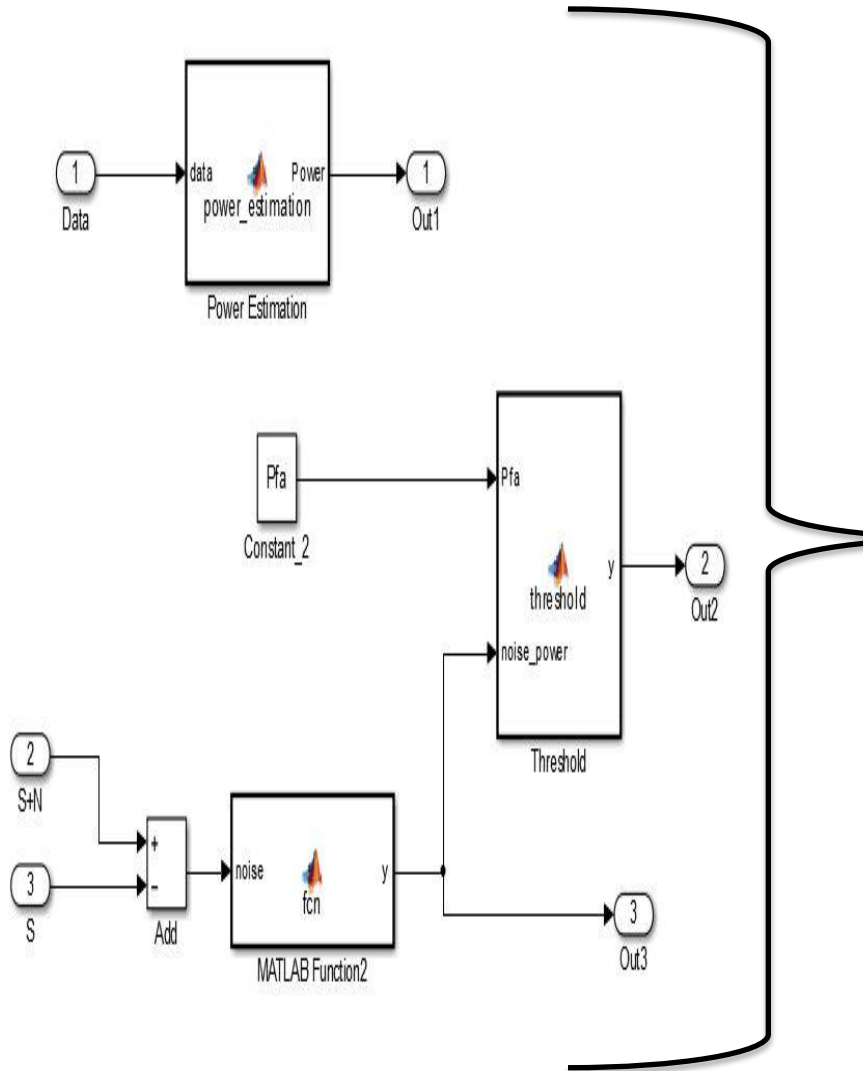 1
Data
data
Power
power_estimation
Power Estimation
1
Out1
Pfa
Constant_2
Pfa
noise_power
threshold
y
Threshold
2
Out2
2
S+N
3
S
+
−
Add
noise
fcn
y
MATLAB Function2
3
Out3